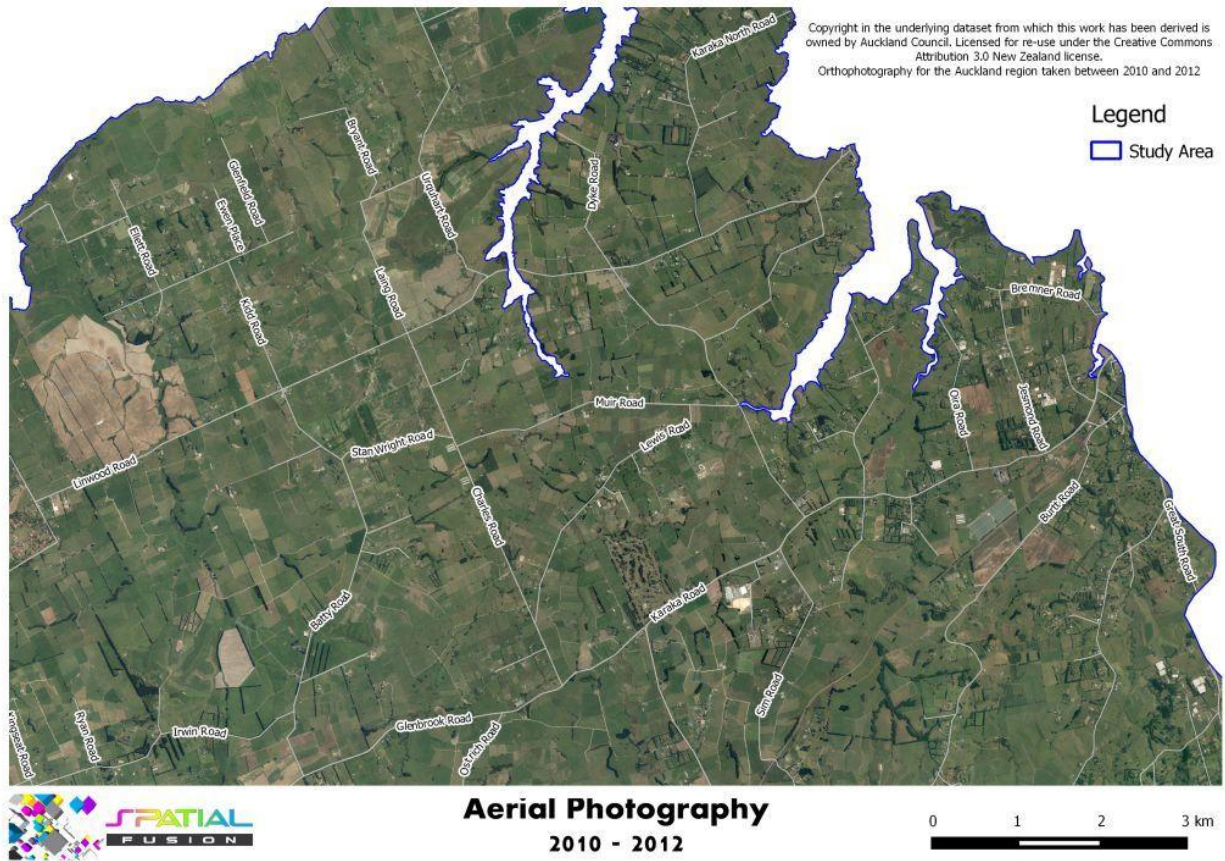 Copyright in the underlying dataset from which this work has been derived is
owned by Auckland Council. Licensed for re-use under the Creative Commons
Attribution 3.0 New Zealand license.
Orthophotography for the Auckland region taken between 2010 and 2012
Legend
Study Area
Karaka North Road
Bryant Road
Glenfield Road
Urquhart Road
Dyke Road
Ewen Place
Ellett Road
Laing Road
Kidd Road
Bremner Road
Muir Road
Oira Road
Jesmond Road
Lewis Road
Stan Wright Road
Linwood Road
Charles Road
Burtt Road
Great South Road
Karaka Road
Batty Road
Sim Road
Kingseat Road
Ryan Road
Irwin Road
Glenbrook Road
Ostrich Road
SPATIAL
FUSION
Aerial Photography
2010 - 2012
0 1 2 3 km